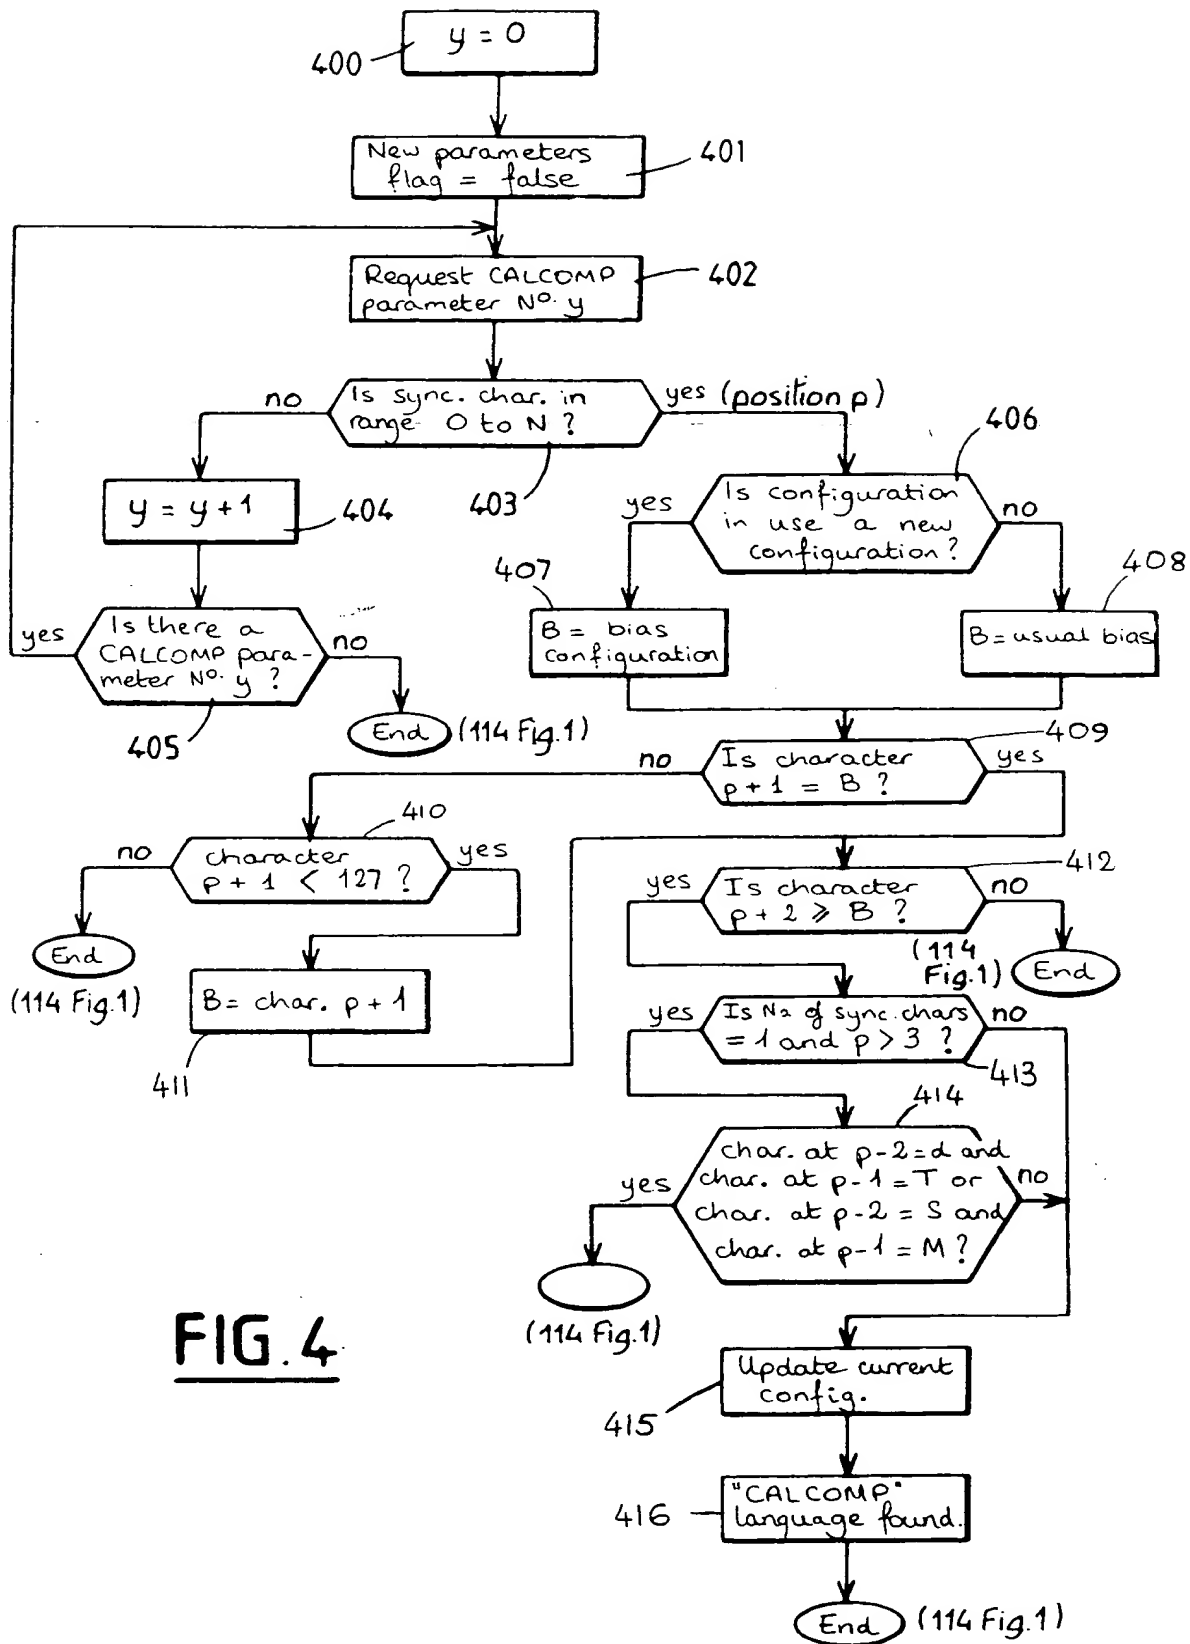 y = 0
400
New parameters
flag = false
401
Request CALCOMP
parameter Nº. y
402
Is sync. char. in
range 0 to N ?
no
yes (position p)
403
406
y = y + 1
404
Is configuration
in use a new
configuration?
yes
no
407
408
Is there a
CALCOMP para-
meter Nº. y ?
yes
no
405
B = bias
configuration
B = usual bias
End
(114 Fig.1)
Is character
p + 1 = B ?
no
yes
409
410
character
p + 1 < 127 ?
no
yes
Is character
p + 2 ⩾ B ?
yes
no
412
End
(114 Fig.1)
(114
Fig.1)
End
B = char. p + 1
411
Is Nº of sync. chars
= 1 and p > 3 ?
yes
no
413
414
char. at p - 2 = d and
char. at p - 1 = T or
char. at p - 2 = S and
char. at p - 1 = M ?
yes
no
(114 Fig.1)
FIG. 4
Update current
config.
415
"CALCOMP"
language found.
416
End
(114 Fig.1)